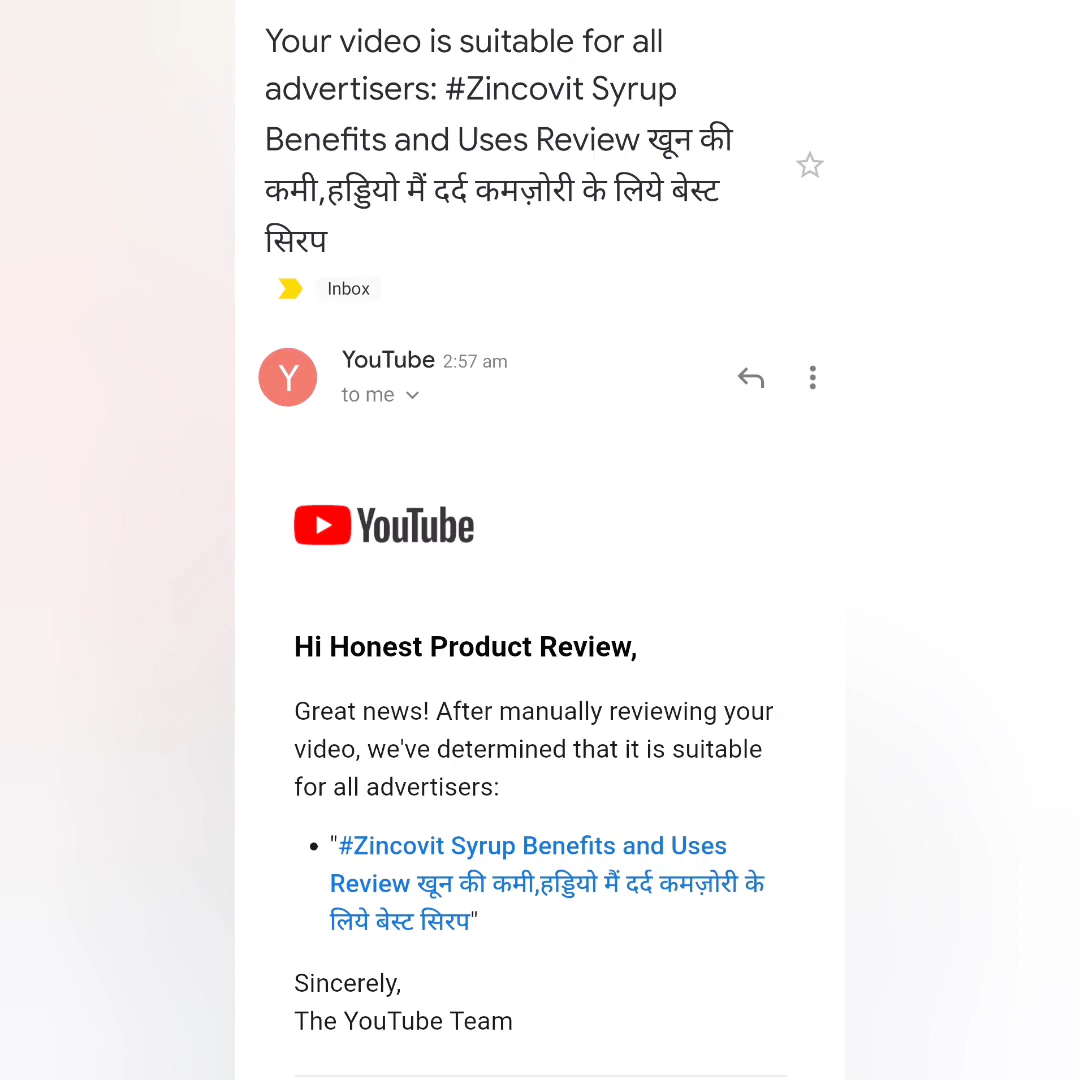 Your video is suitable for all
advertisers: #Zincovit Syrup
Benefits and Uses Review खून की
कमी,हड्डियो मैं दर्द कमज़ोरी के लिये बेस्ट
सिरप
Inbox
Y
YouTube 2:57 am
to me
YouTube
Hi Honest Product Review,
Great news! After manually reviewing your
video, we've determined that it is suitable
for all advertisers:
• "#Zincovit Syrup Benefits and Uses
Review खून की कमी,हड्डियो मैं दर्द कमज़ोरी के
लिये बेस्ट सिरप"
Sincerely,
The YouTube Team